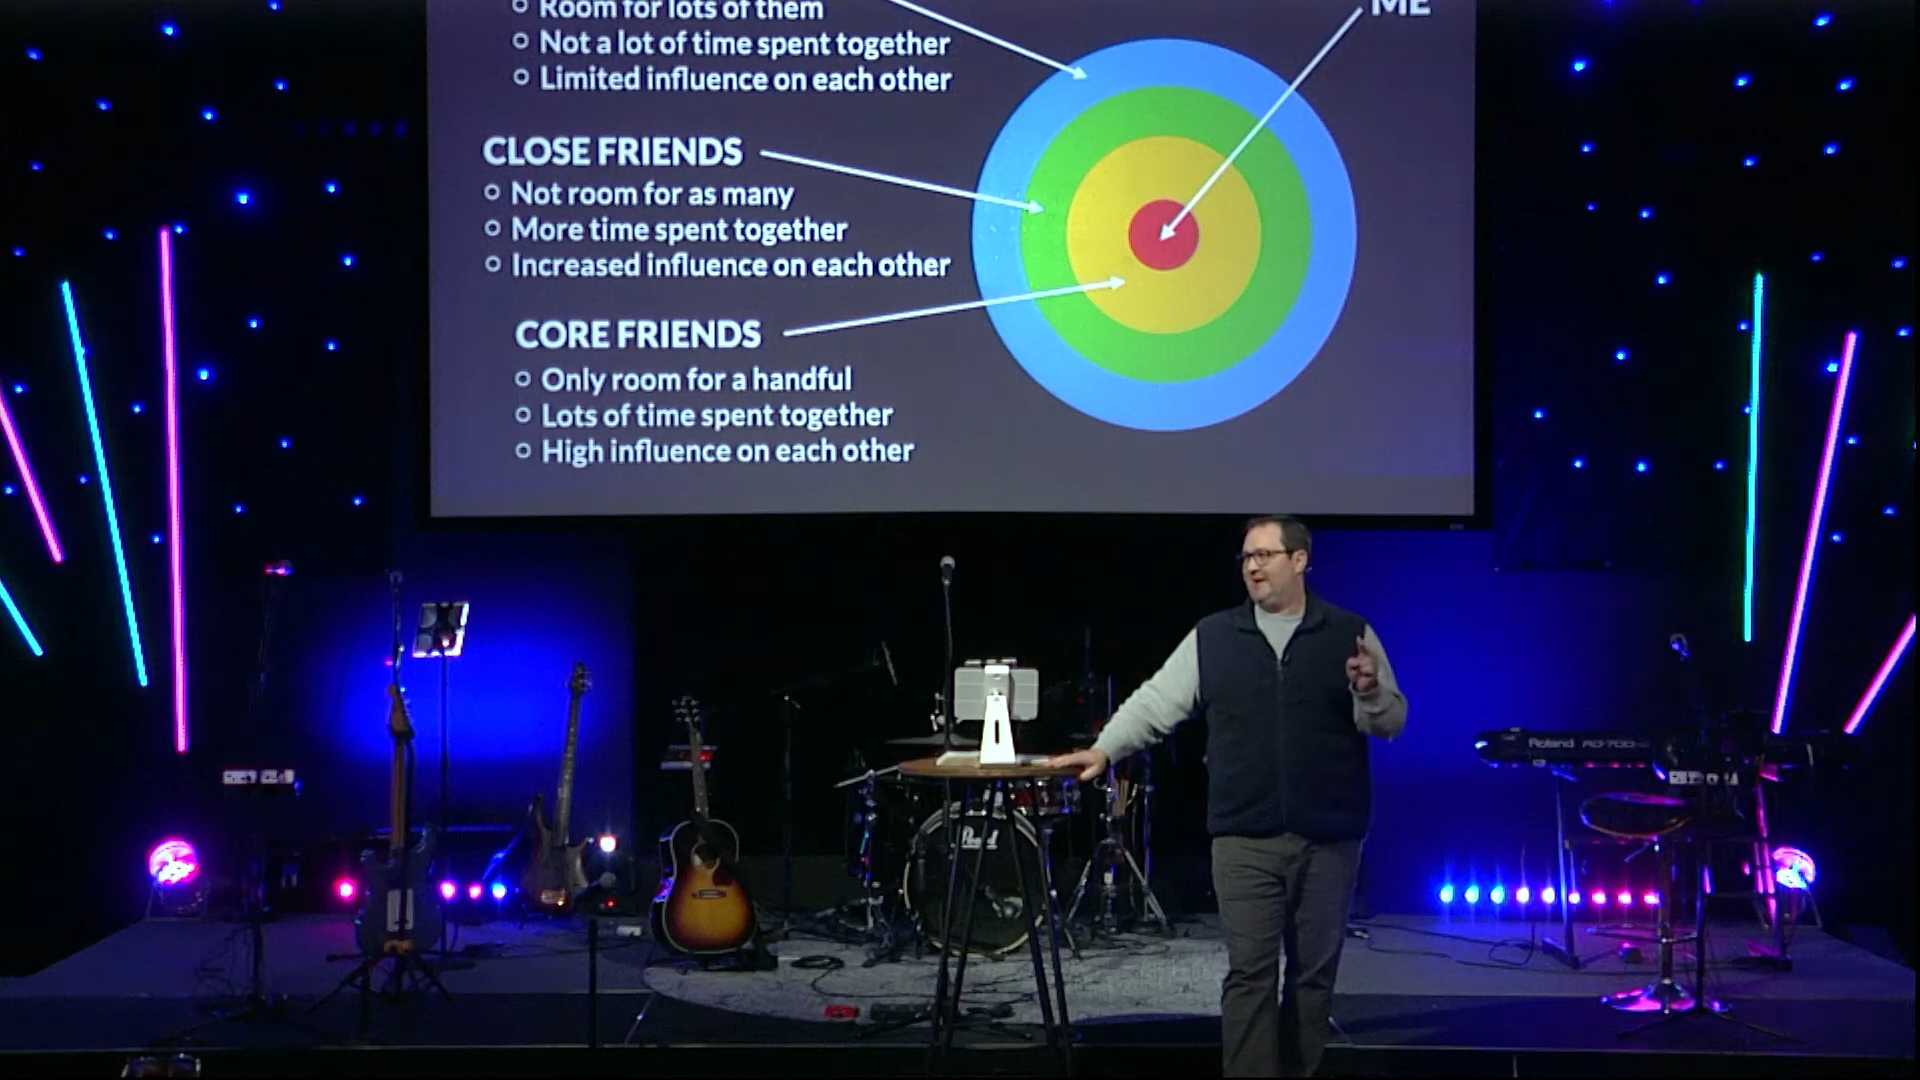 Room for lots of them
ME
Not a lot of time spent together
Limited influence on each other
CLOSE FRIENDS
Not room for as many
More time spent together
Increased influence on each other
CORE FRIENDS
Only room for a handful
Lots of time spent together
High influence on each other
Roland
Pearl